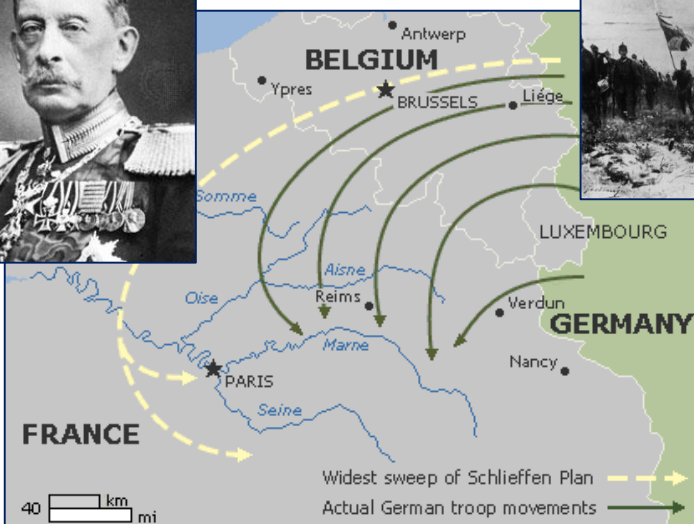 Antwerp
BELGIUM
Ypres
BRUSSELS
Liége
Somme
LUXEMBOURG
Aisne
Oise
Reims
Verdun
GERMANY
Marne
Nancy
PARIS
Seine
FRANCE
Widest sweep of Schlieffen Plan
40 km
mi
Actual German troop movements